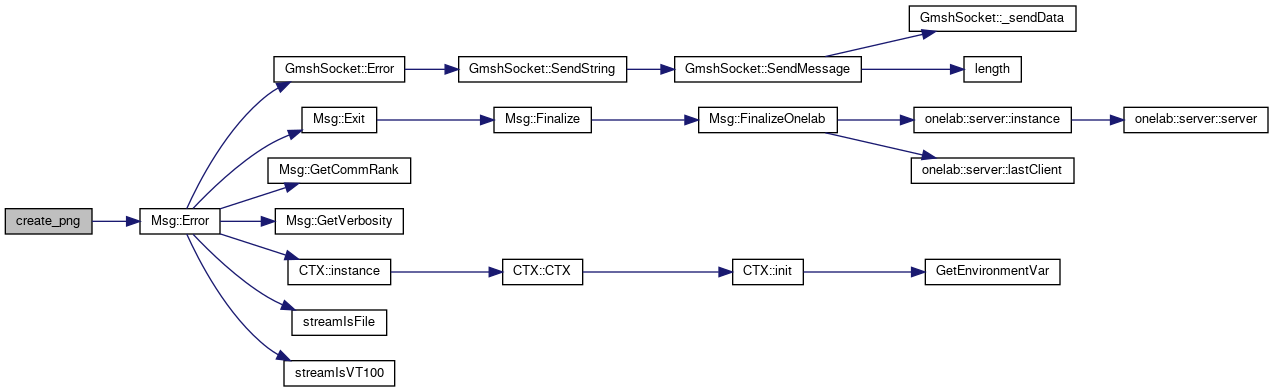 GmshSocket::_sendData
GmshSocket::Error
GmshSocket::SendString
GmshSocket::SendMessage
length
Msg::Exit
Msg::Finalize
Msg::FinalizeOnelab
onelab::server::instance
onelab::server::server
Msg::GetCommRank
onelab::server::lastClient
create_png
Msg::Error
Msg::GetVerbosity
CTX::instance
CTX::CTX
CTX::init
GetEnvironmentVar
streamIsFile
streamIsVT100